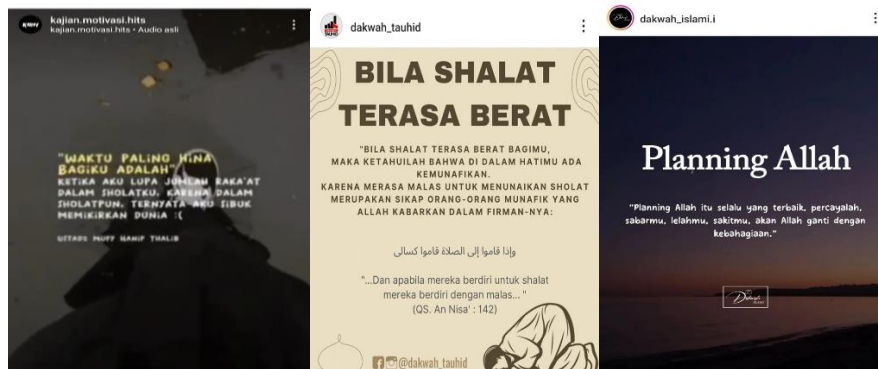 kajian.motivasi.hits
kajian.motivasi.hits • Audio asli
"WAKTU PALING HINA
BAGIKU ADALAH"
KETIKA AKU LUPA JUMLAH RAKA'AT
DALAM SHOLATKU, KARENA DALAM
SHOLATPUN, TERNYATA AKU SIBUK
MEMIKIRKAN DUNIA :(
USTADZ MUFY HANIF THALIB
dakwah_tauhid
BILA SHALAT
TERASA BERAT
"BILA SHALAT TERASA BERAT BAGIMU,
MAKA KETAHUILAH BAHWA DI DALAM HATIMU ADA
KEMUNAFIKAN.
KARENA MERASA MALAS UNTUK MENUNAIKAN SHOLAT
MERUPAKAN SIKAP ORANG-ORANG MUNAFIK YANG
ALLAH KABARKAN DALAM FIRMAN-NYA:
وإذا قاموا إلى الصلاة قاموا كسالى
"...Dan apabila mereka berdiri untuk shalat
mereka berdiri dengan malas... "
(QS. An Nisa' : 142)
@dakwah_tauhid
dakwah_islami.i
Planning Allah
"Planning Allah itu selalu yang terbaik, percayalah,
sabarmu, lelahmu, sakitmu, akan Allah ganti dengan
kebahagiaan."